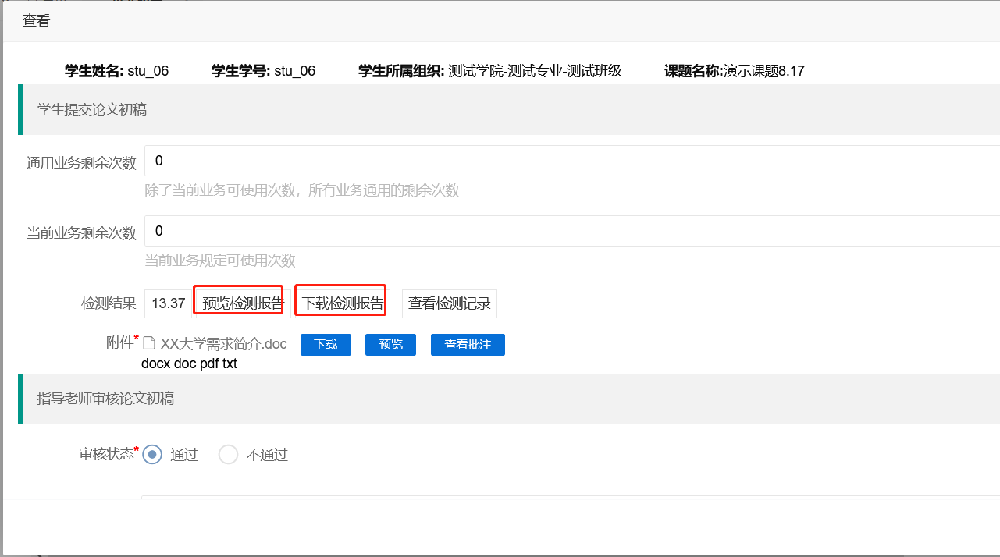 查看
学生姓名: stu_06 学生学号: stu_06 学生所属组织: 测试学院-测试专业-测试班级 课题名称:演示课题8.17
学生提交论文初稿
通用业务剩余次数 0
除了当前业务可使用次数，所有业务通用的剩余次数
当前业务剩余次数 0
当前业务规定可使用次数
检测结果 13.37 预览检测报告 下载检测报告 查看检测记录
附件* XX大学需求简介.doc 下载 预览 查看批注
docx doc pdf txt
指导老师审核论文初稿
审核状态* 通过 不通过